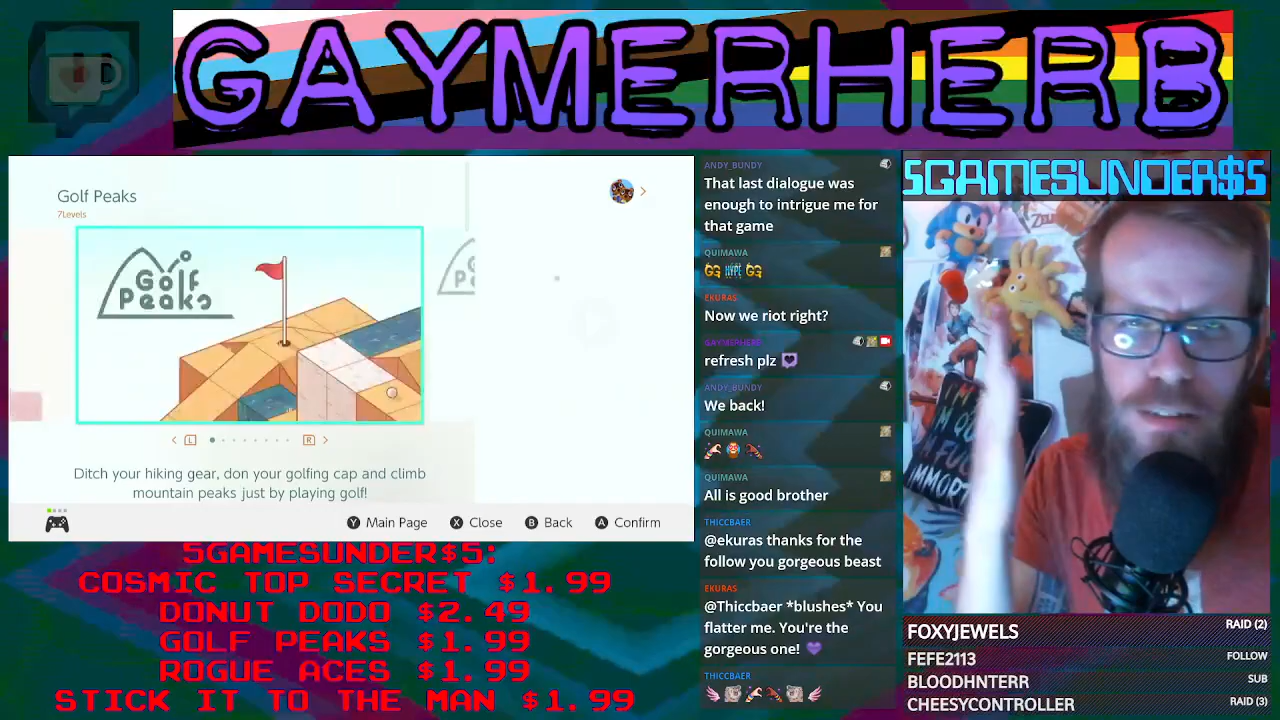 GAYMERHERB
Golf Peaks
7Levels
Golf
Peaks
L
R
Ditch your hiking gear, don your golfing cap and climb
mountain peaks just by playing golf!
Y Main Page
X Close
B Back
A Confirm
5GAMESUNDER$5:
COSMIC TOP SECRET $1.99
DONUT DODO $2.49
GOLF PEAKS $1.99
ROGUE ACES $1.99
STICK IT TO THE MAN $1.99
ANDY_BUNDY
That last dialogue was
enough to intrigue me for
that game
QUIMAWA
GG HYPE GG
EKURAS
Now we riot right?
GAYMERHERB
refresh plz
ANDY_BUNDY
We back!
QUIMAWA
QUIMAWA
All is good brother
THICCBAER
@ekuras thanks for the
follow you gorgeous beast
EKURAS
@Thiccbaer *blushes* You
flatter me. You're the
gorgeous one!
THICCBAER
5GAMESUNDER$5
FOXYJEWELS RAID (2)
FEFE2113 FOLLOW
BLOODHNTERR SUB
CHEESYCONTROLLER RAID (3)